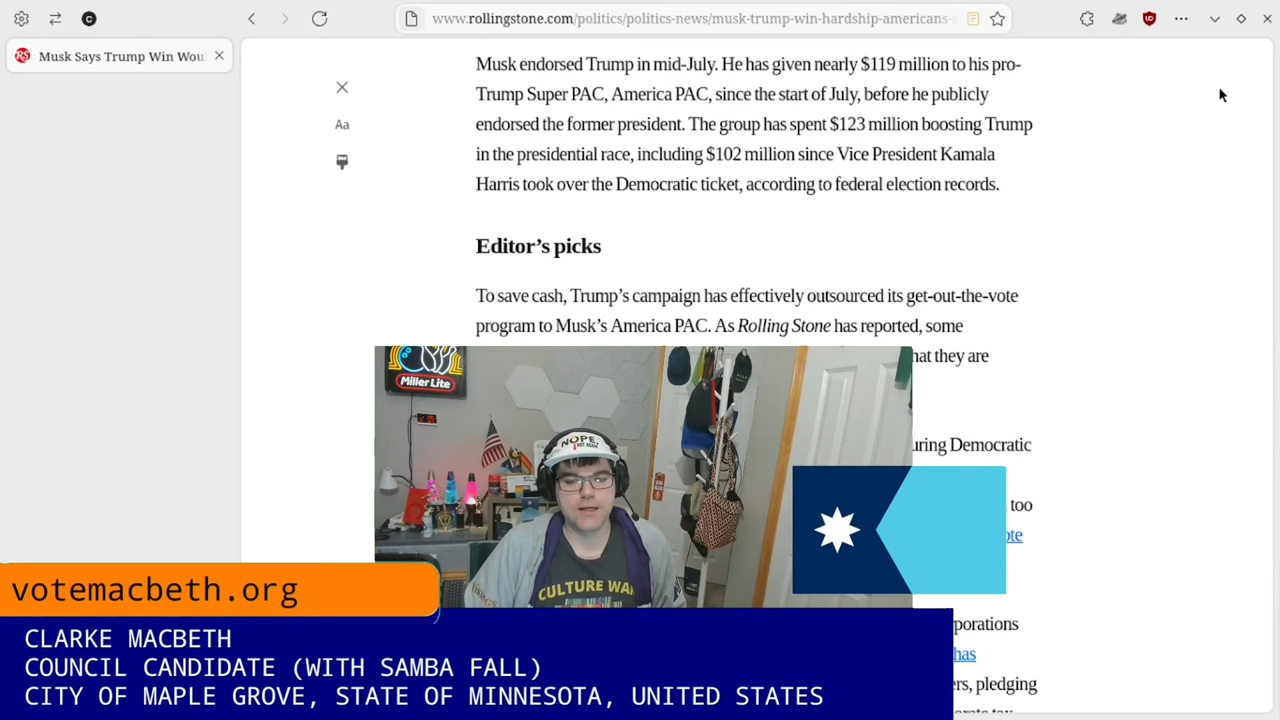 www.rollingstone.com/politics/politics-news/musk-trump-win-hardship-americans-s
Musk Says Trump Win Woul
Musk endorsed Trump in mid-July. He has given nearly $119 million to his pro-
Trump Super PAC, America PAC, since the start of July, before he publicly
Aa
endorsed the former president. The group has spent $123 million boosting Trump
in the presidential race, including $102 million since Vice President Kamala
Harris took over the Democratic ticket, according to federal election records.
Editor’s picks
To save cash, Trump’s campaign has effectively outsourced its get-out-the-vote
program to Musk’s America PAC. As Rolling Stone has reported, some
hat they are
Miller Lite
uring Democratic
NOPE.
NOT AGAIN
too
ote
CULTURE WAR
votemacbeth.org
porations
CLARKE MACBETH
has
COUNCIL CANDIDATE (WITH SAMBA FALL)
ers, pledging
CITY OF MAPLE GROVE, STATE OF MINNESOTA, UNITED STATES